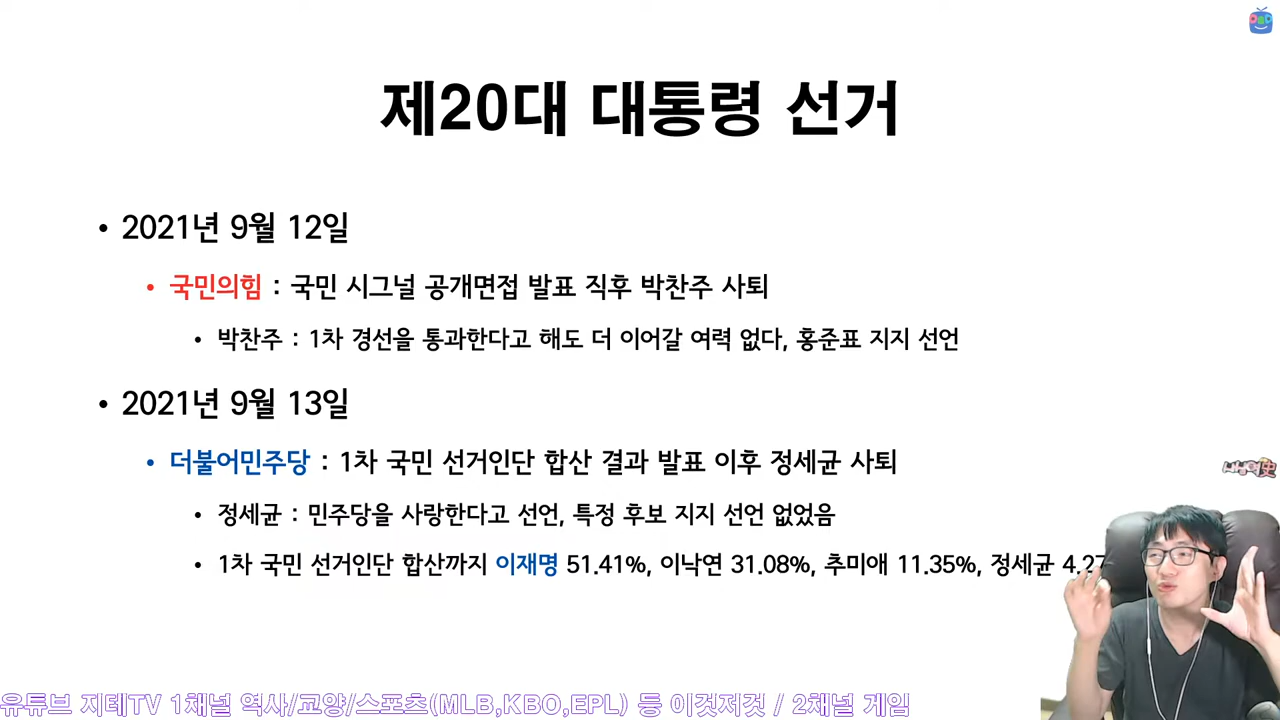 제20대 대통령 선거
• 2021년 9월 12일
• 국민의힘 : 국민 시그널 공개면접 발표 직후 박찬주 사퇴
• 박찬주 : 1차 경선을 통과한다고 해도 더 이어갈 여력 없다, 홍준표 지지 선언
• 2021년 9월 13일
• 더불어민주당 : 1차 국민 선거인단 합산 결과 발표 이후 정세균 사퇴
• 정세균 : 민주당을 사랑한다고 선언, 특정 후보 지지 선언 없었음
• 1차 국민 선거인단 합산까지 이재명 51.41%, 이낙연 31.08%, 추미애 11.35%, 정세균 4.27
유튜브 지테TV 1채널 역사/교양/스포츠(MLB,KBO,EPL) 등 이것저것 / 2채널 게임